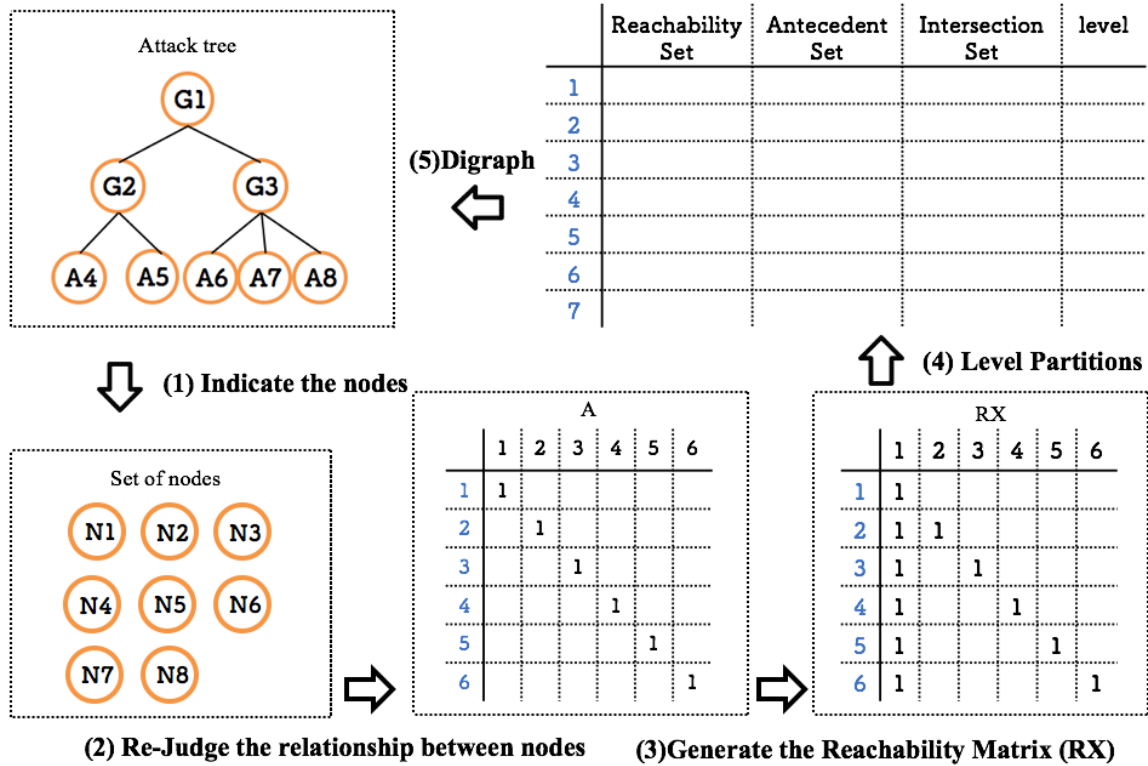 Attack tree
G1
G2 G3
A4 A5 A6 A7 A8
(5)Digraph
Reachability Set Antecedent Set Intersection Set level
1
2
3
4
5
6
7
(1) Indicate the nodes
(4) Level Partitions
Set of nodes
N1 N2 N3
N4 N5 N6
N7 N8
A
1 2 3 4 5 6
1 1
2 1
3 1
4 1
5 1
6 1
RX
1 2 3 4 5 6
1 1
2 1 1
3 1 1
4 1 1
5 1 1
6 1 1
(2) Re-Judge the relationship between nodes
(3)Generate the Reachability Matrix (RX)